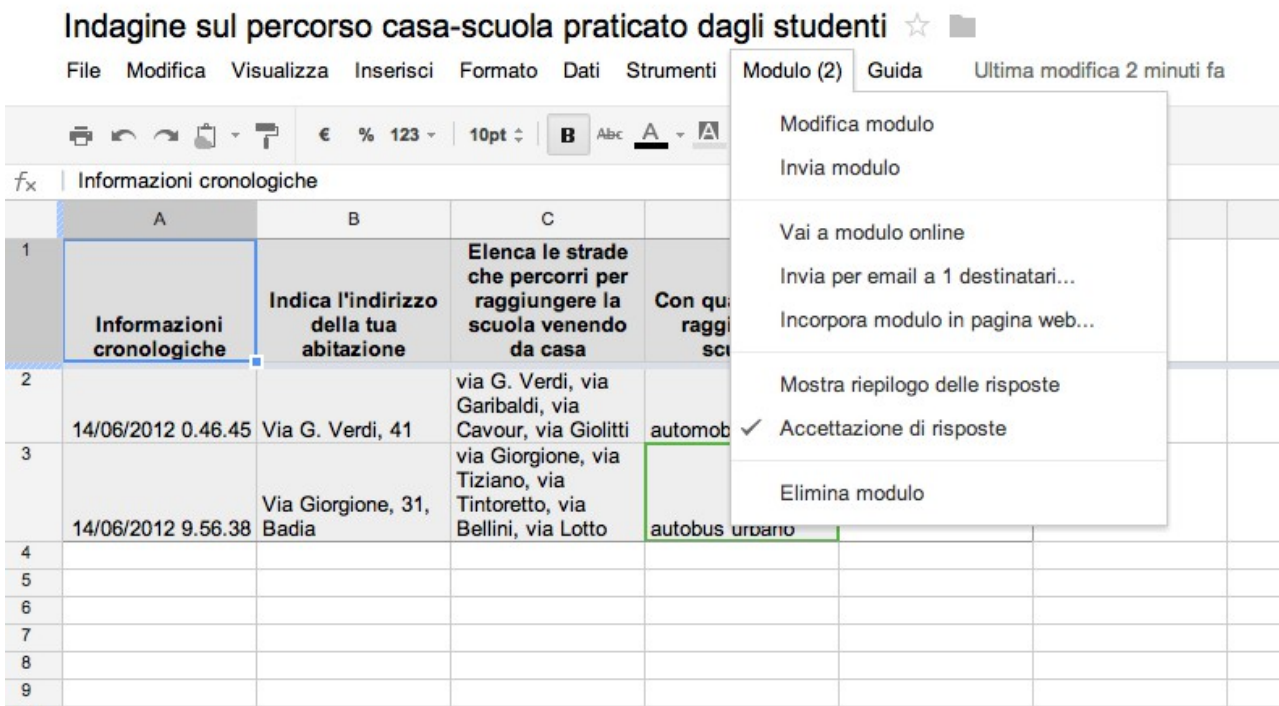 Indagine sul percorso casa-scuola praticato dagli studenti
File Modifica Visualizza Inserisci Formato Dati Strumenti Modulo (2) Guida Ultima modifica 2 minuti fa
€ % 123 10pt B Abc A A
fx Informazioni cronologiche
A B C
1
Informazioni
cronologiche
Indica l'indirizzo
della tua
abitazione
Elenca le strade
che percorri per
raggiungere la
scuola venendo
da casa
Con qu
raggi
scu
2
14/06/2012 0.46.45
Via G. Verdi, 41
via G. Verdi, via
Garibaldi, via
Cavour, via Giolitti
automob
3
14/06/2012 9.56.38
Via Giorgione, 31,
Badia
via Giorgione, via
Tiziano, via
Tintoretto, via
Bellini, via Lotto
autobus urbano
4
5
6
7
8
9
Modifica modulo
Invia modulo
Vai a modulo online
Invia per email a 1 destinatari...
Incorpora modulo in pagina web...
Mostra riepilogo delle risposte
Accettazione di risposte
Elimina modulo